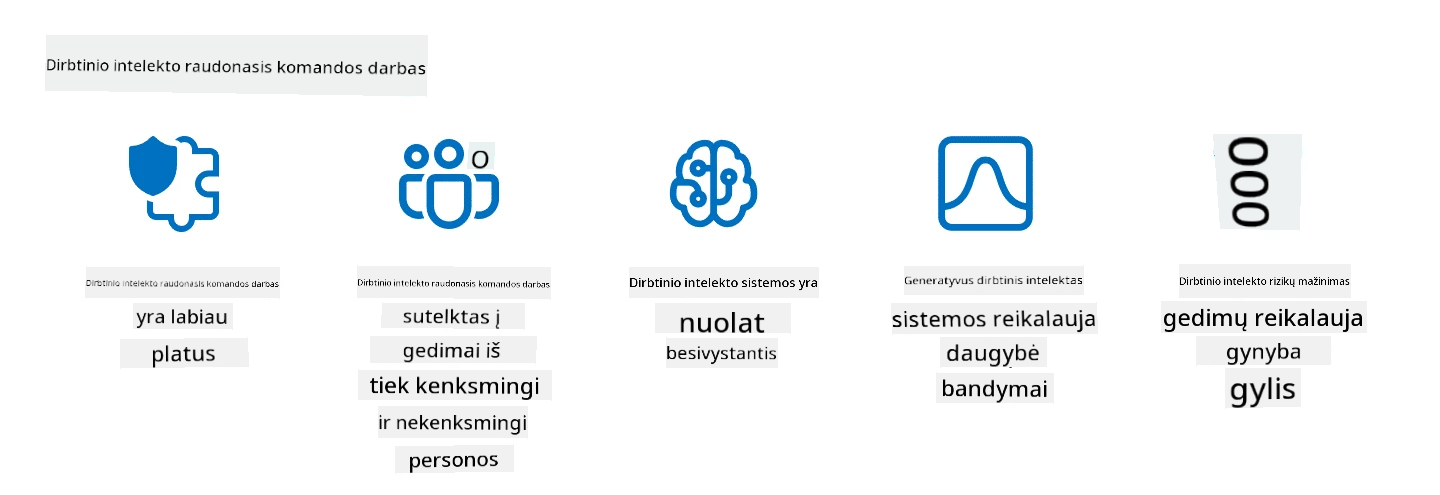 Dirbtinio intelekto raudonasis komandos darbas
o
000
Dirbtinio intelekto raudonasis komandos darbas
yra labiau
platus
Dirbtinio intelekto raudonasis komandos darbas
sutelktas į
gedimai iš
tiek kenksmingi
ir nekenksmingi
personos
Dirbtinio intelekto sistemos yra
nuolat
besivystantis
Generatyvus dirbtinis intelektas
sistemos reikalauja
daugybė
bandymai
Dirbtinio intelekto rizikų mažinimas
gedimų reikalauja
gynyba
gylis